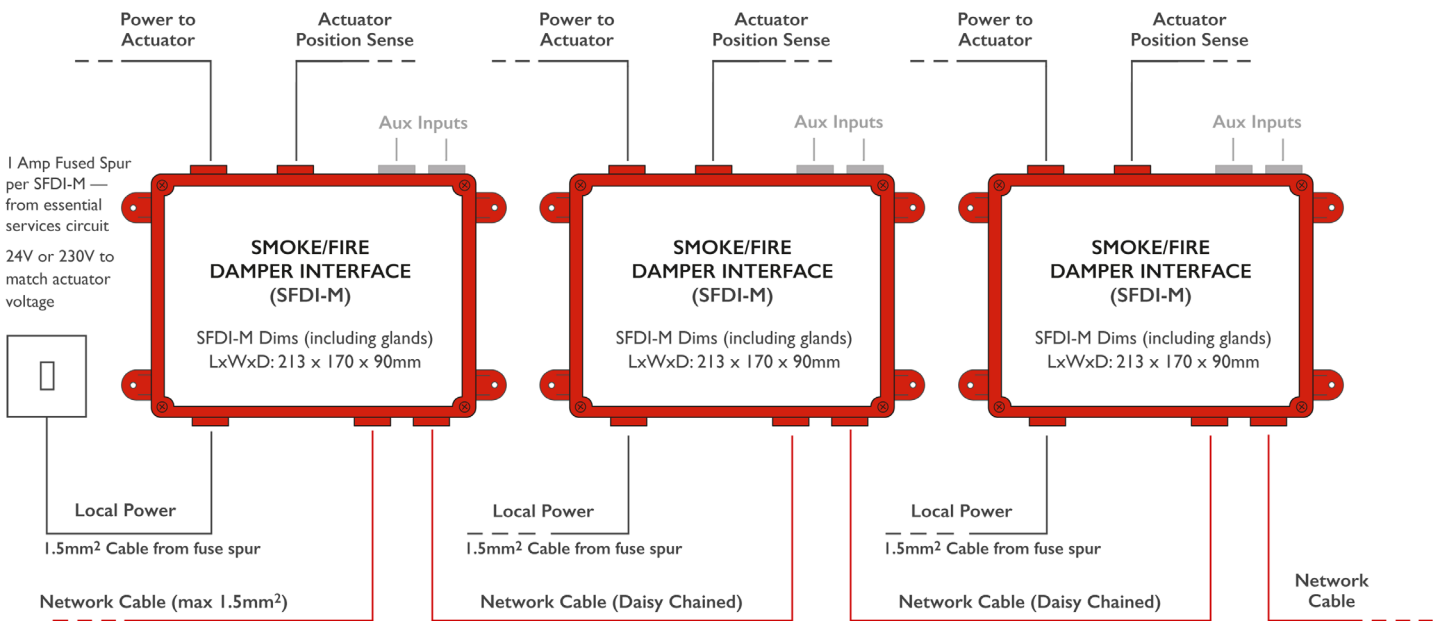 Power to
Actuator
Actuator
Position Sense
Power to
Actuator
Actuator
Position Sense
Power to
Actuator
Actuator
Position Sense
Aux Inputs
Aux Inputs
Aux Inputs
1 Amp Fused Spur
per SFDI-M —
from essential
services circuit
24V or 230V to
match actuator
voltage
SMOKE/FIRE
DAMPER INTERFACE
(SFDI-M)
SFDI-M Dims (including glands)
LxWxD: 213 x 170 x 90mm
SMOKE/FIRE
DAMPER INTERFACE
(SFDI-M)
SFDI-M Dims (including glands)
LxWxD: 213 x 170 x 90mm
SMOKE/FIRE
DAMPER INTERFACE
(SFDI-M)
SFDI-M Dims (including glands)
LxWxD: 213 x 170 x 90mm
Local Power
1.5mm² Cable from fuse spur
Local Power
1.5mm² Cable from fuse spur
Local Power
1.5mm² Cable from fuse spur
Network Cable (max 1.5mm²)
Network Cable (Daisy Chained)
Network Cable (Daisy Chained)
Network
Cable